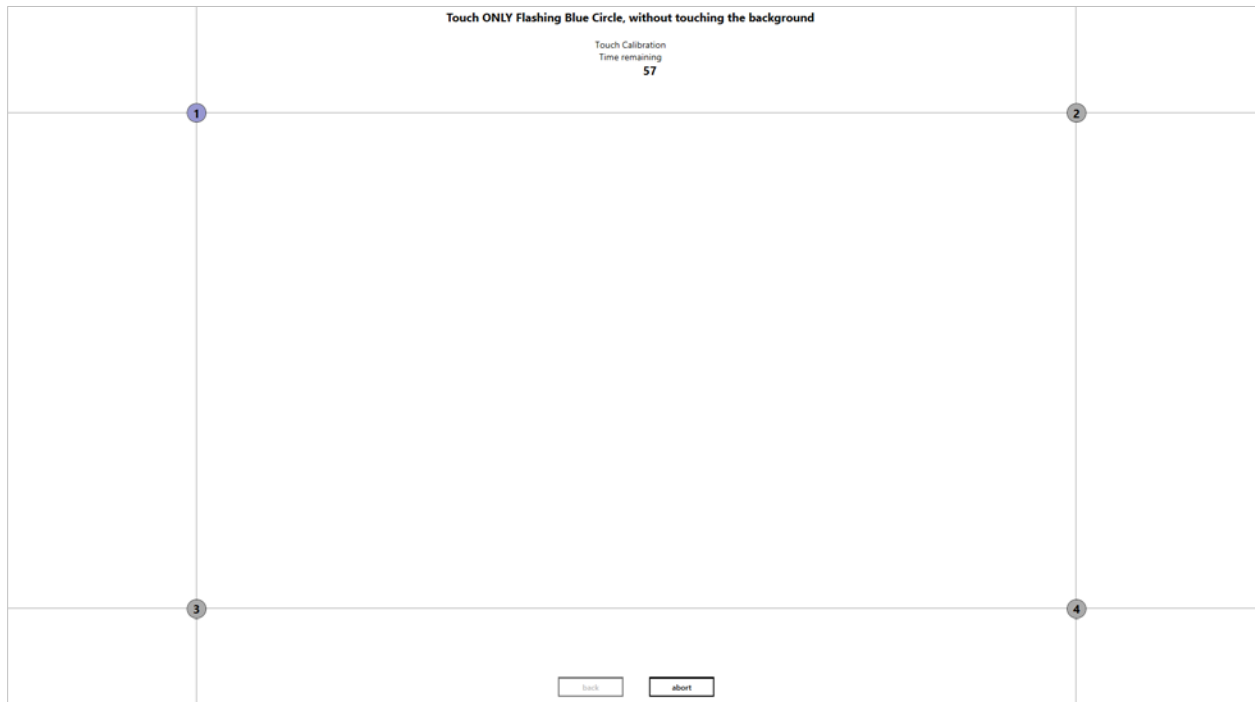 Touch ONLY Flashing Blue Circle, without touching the background
Touch Calibration
Time remaining
57
1
2
3
4
back
abort